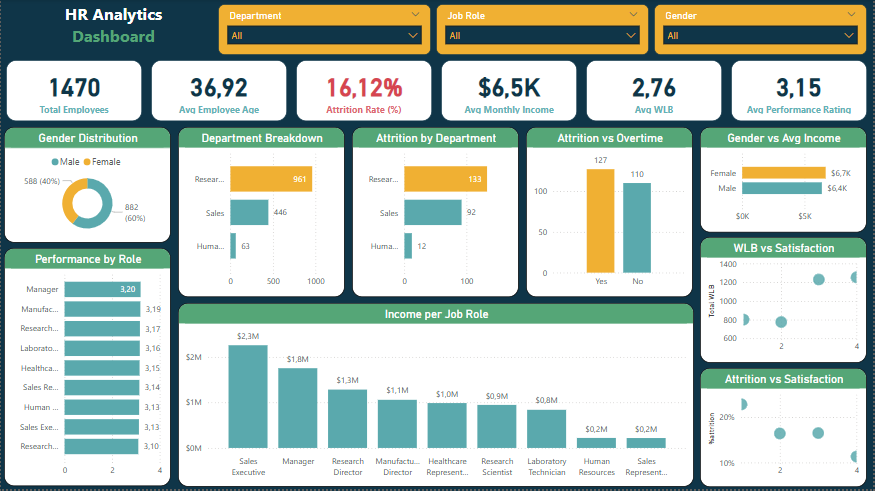 HR Analytics
Dashboard
Department
All
Job Role
All
Gender
All
1470
Total Employees
36,92
Avg Employee Age
16,12%
Attrition Rate (%)
$6,5K
Avg Monthly Income
2,76
Avg WLB
3,15
Avg Performance Rating
Gender Distribution
Male Female
588 (40%)
882
(60%)
Department Breakdown
Resear... 961
Sales 446
Huma... 63
0 500 1000
Attrition by Department
Resear... 133
Sales 92
Huma... 12
0 100
Attrition vs Overtime
127
110
100
50
0
Yes No
Gender vs Avg Income
Female $6,7K
Male $6,4K
$0K $5K
Performance by Role
Manager 3,20
Manufac... 3,19
Research... 3,17
Laborato... 3,16
Healthca... 3,15
Sales Re... 3,14
Human ... 3,13
Sales Exe... 3,13
Research... 3,10
0 2 4
Income per Job Role
$2,3M
$1,8M
$1,3M
$1,1M
$1,0M
$0,9M
$0,8M
$0,2M
$0,2M
$2M
$1M
$0M
Sales
Executive
Manager
Research
Director
Manufactu...
Director
Healthcare
Represent...
Research
Scientist
Laboratory
Technician
Human
Resources
Sales
Represent...
WLB vs Satisfaction
Total WLB
1400
1200
1000
800
600
2 4
Attrition vs Satisfaction
%attrition
20%
10%
2 4